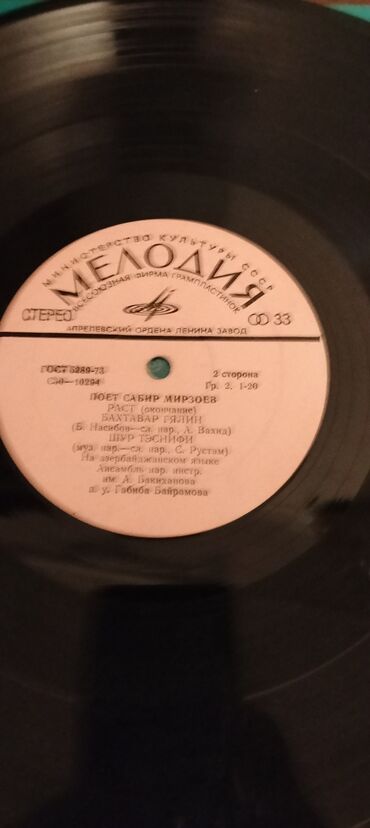 МИНИСТЕРСТВО КУЛЬТУРЫ СССР
МЕЛОДИЯ
ВСЕСОЮЗНАЯ ФИРМА ГРАМПЛАСТИНОК
СТЕРЕО 33
АПРЕЛЕВСКИЙ ОРДЕНА ЛЕНИНА ЗАВОД
ГОСТ 5289-73 2 сторона
С30—10294 Гр. 2. 1-20
ПОЕТ САБИР МИРЗОЕВ
РАСТ (окончание)
БАХТАВАР ГЯЛИН
(Б. Насибов—сл. нар., А. Вахид)
ШУР ТЭСНИФИ
(муз. нар.—сл. нар., С. Рустам)
На азербайджанском языке
Ансамбль нар. инстр.
им. А. Бакиханова
п/у. Габиба Байрамова